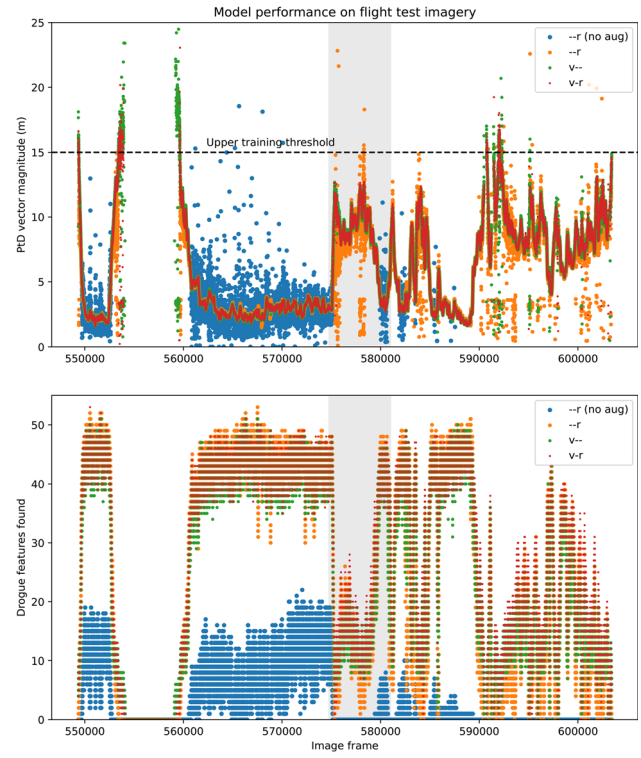 Model performance on flight test imagery
25
20
15
10
5
0
PtD vector magnitude (m)
Upper training threshold
--r (no aug)
--r
v--
v-r
550000
560000
570000
580000
590000
600000
50
40
30
20
10
0
Drogue features found
--r (no aug)
--r
v--
v-r
550000
560000
570000
580000
590000
600000
Image frame